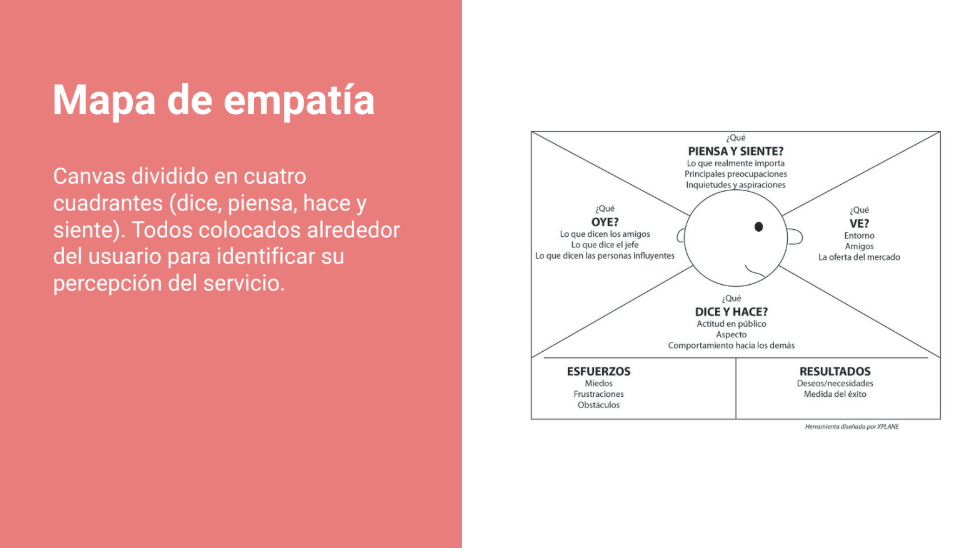 Mapa de empatía
Canvas dividido en cuatro
cuadrantes (dice, piensa, hace y
siente). Todos colocados alrededor
del usuario para identificar su
percepción del servicio.
¿Qué
PIENSA Y SIENTE?
Lo que realmente importa
Principales preocupaciones
Inquietudes y aspiraciones
¿Qué
OYE?
Lo que dicen los amigos
Lo que dice el jefe
Lo que dicen las personas influyentes
¿Qué
VE?
Entorno
Amigos
La oferta del mercado
¿Qué
DICE Y HACE?
Actitud en público
Aspecto
Comportamiento hacia los demás
ESFUERZOS
Miedos
Frustraciones
Obstáculos
RESULTADOS
Deseos/necesidades
Medida del éxito
Herramienta diseñada por XPLANE